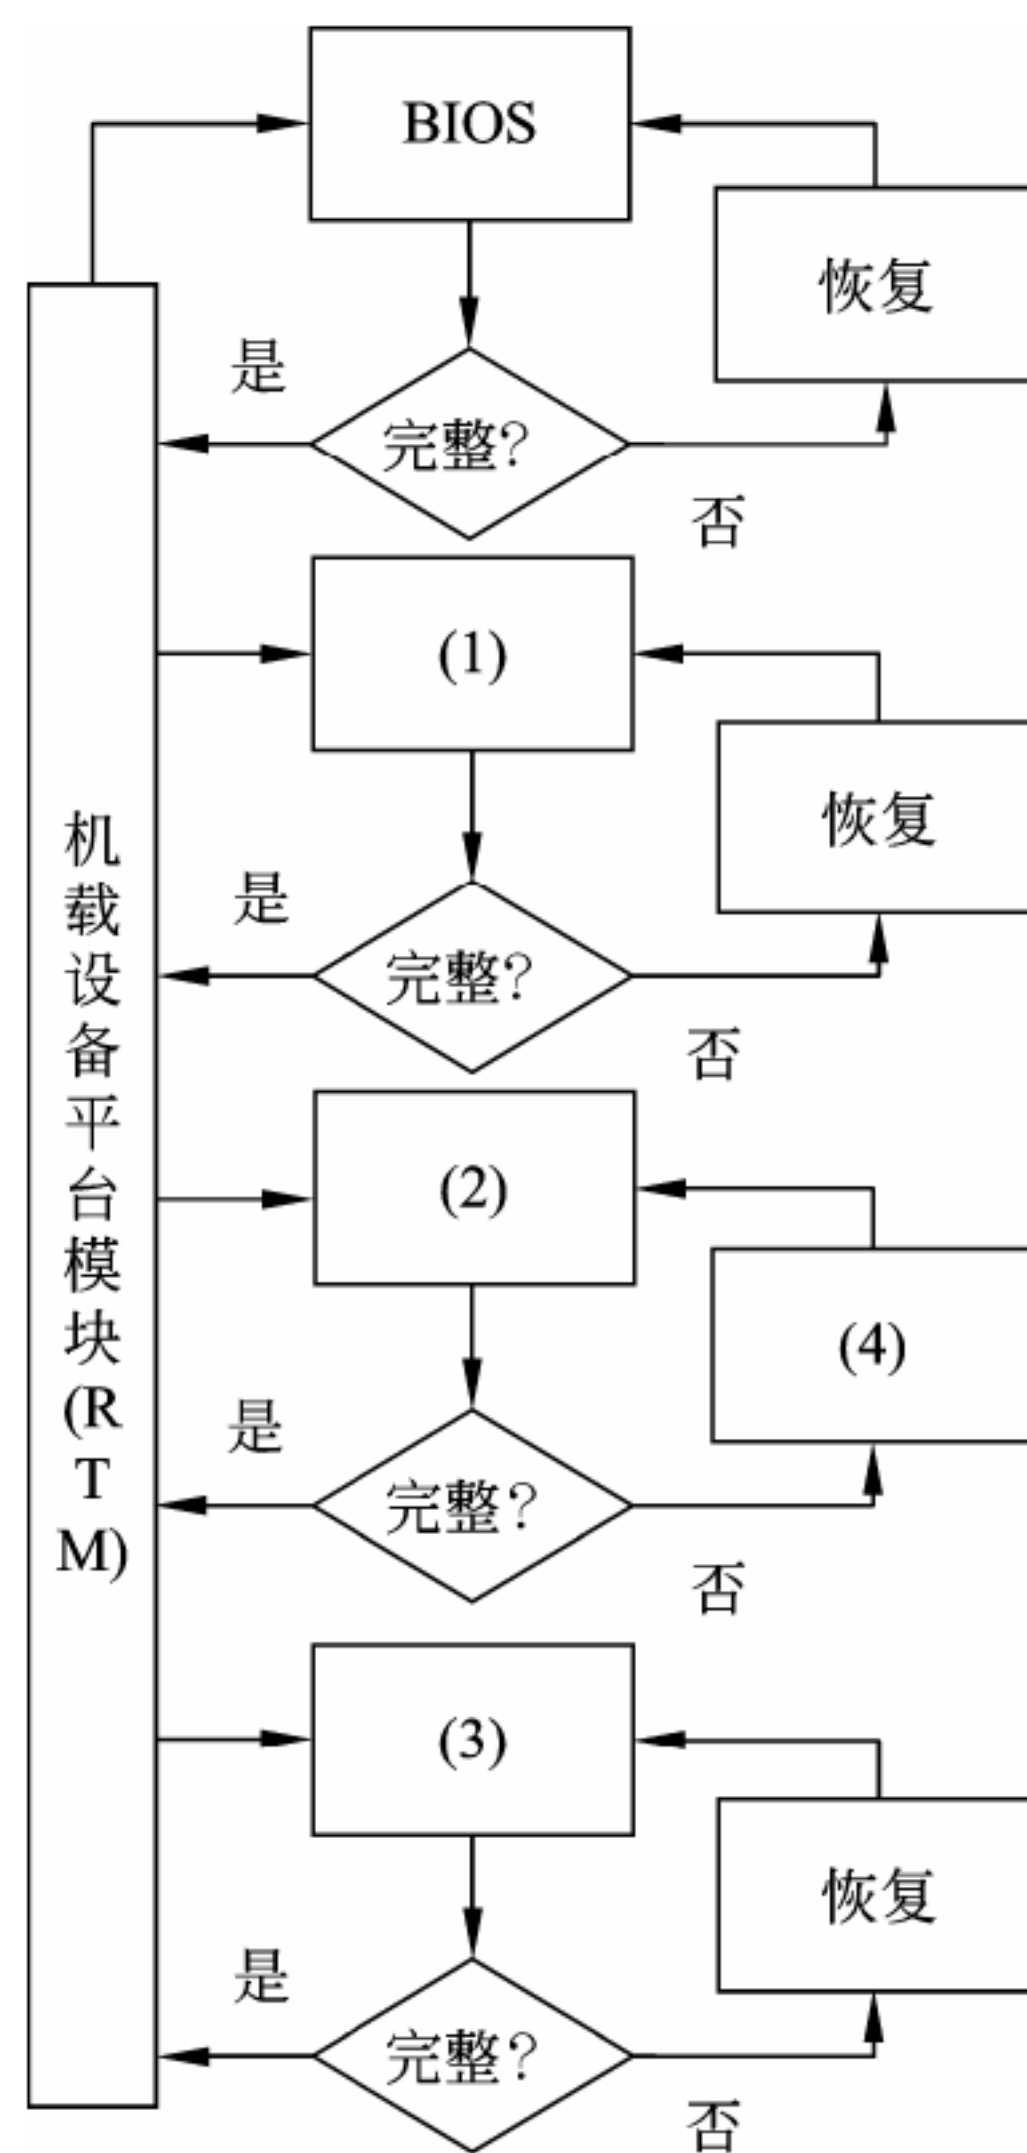 BIOS
恢复
是
完整?
否
(1)
恢复
是
完整?
否
(2)
(4)
是
完整?
否
(3)
恢复
是
完整?
否
机
载
设
备
平
台
模
块
(R
T
M)